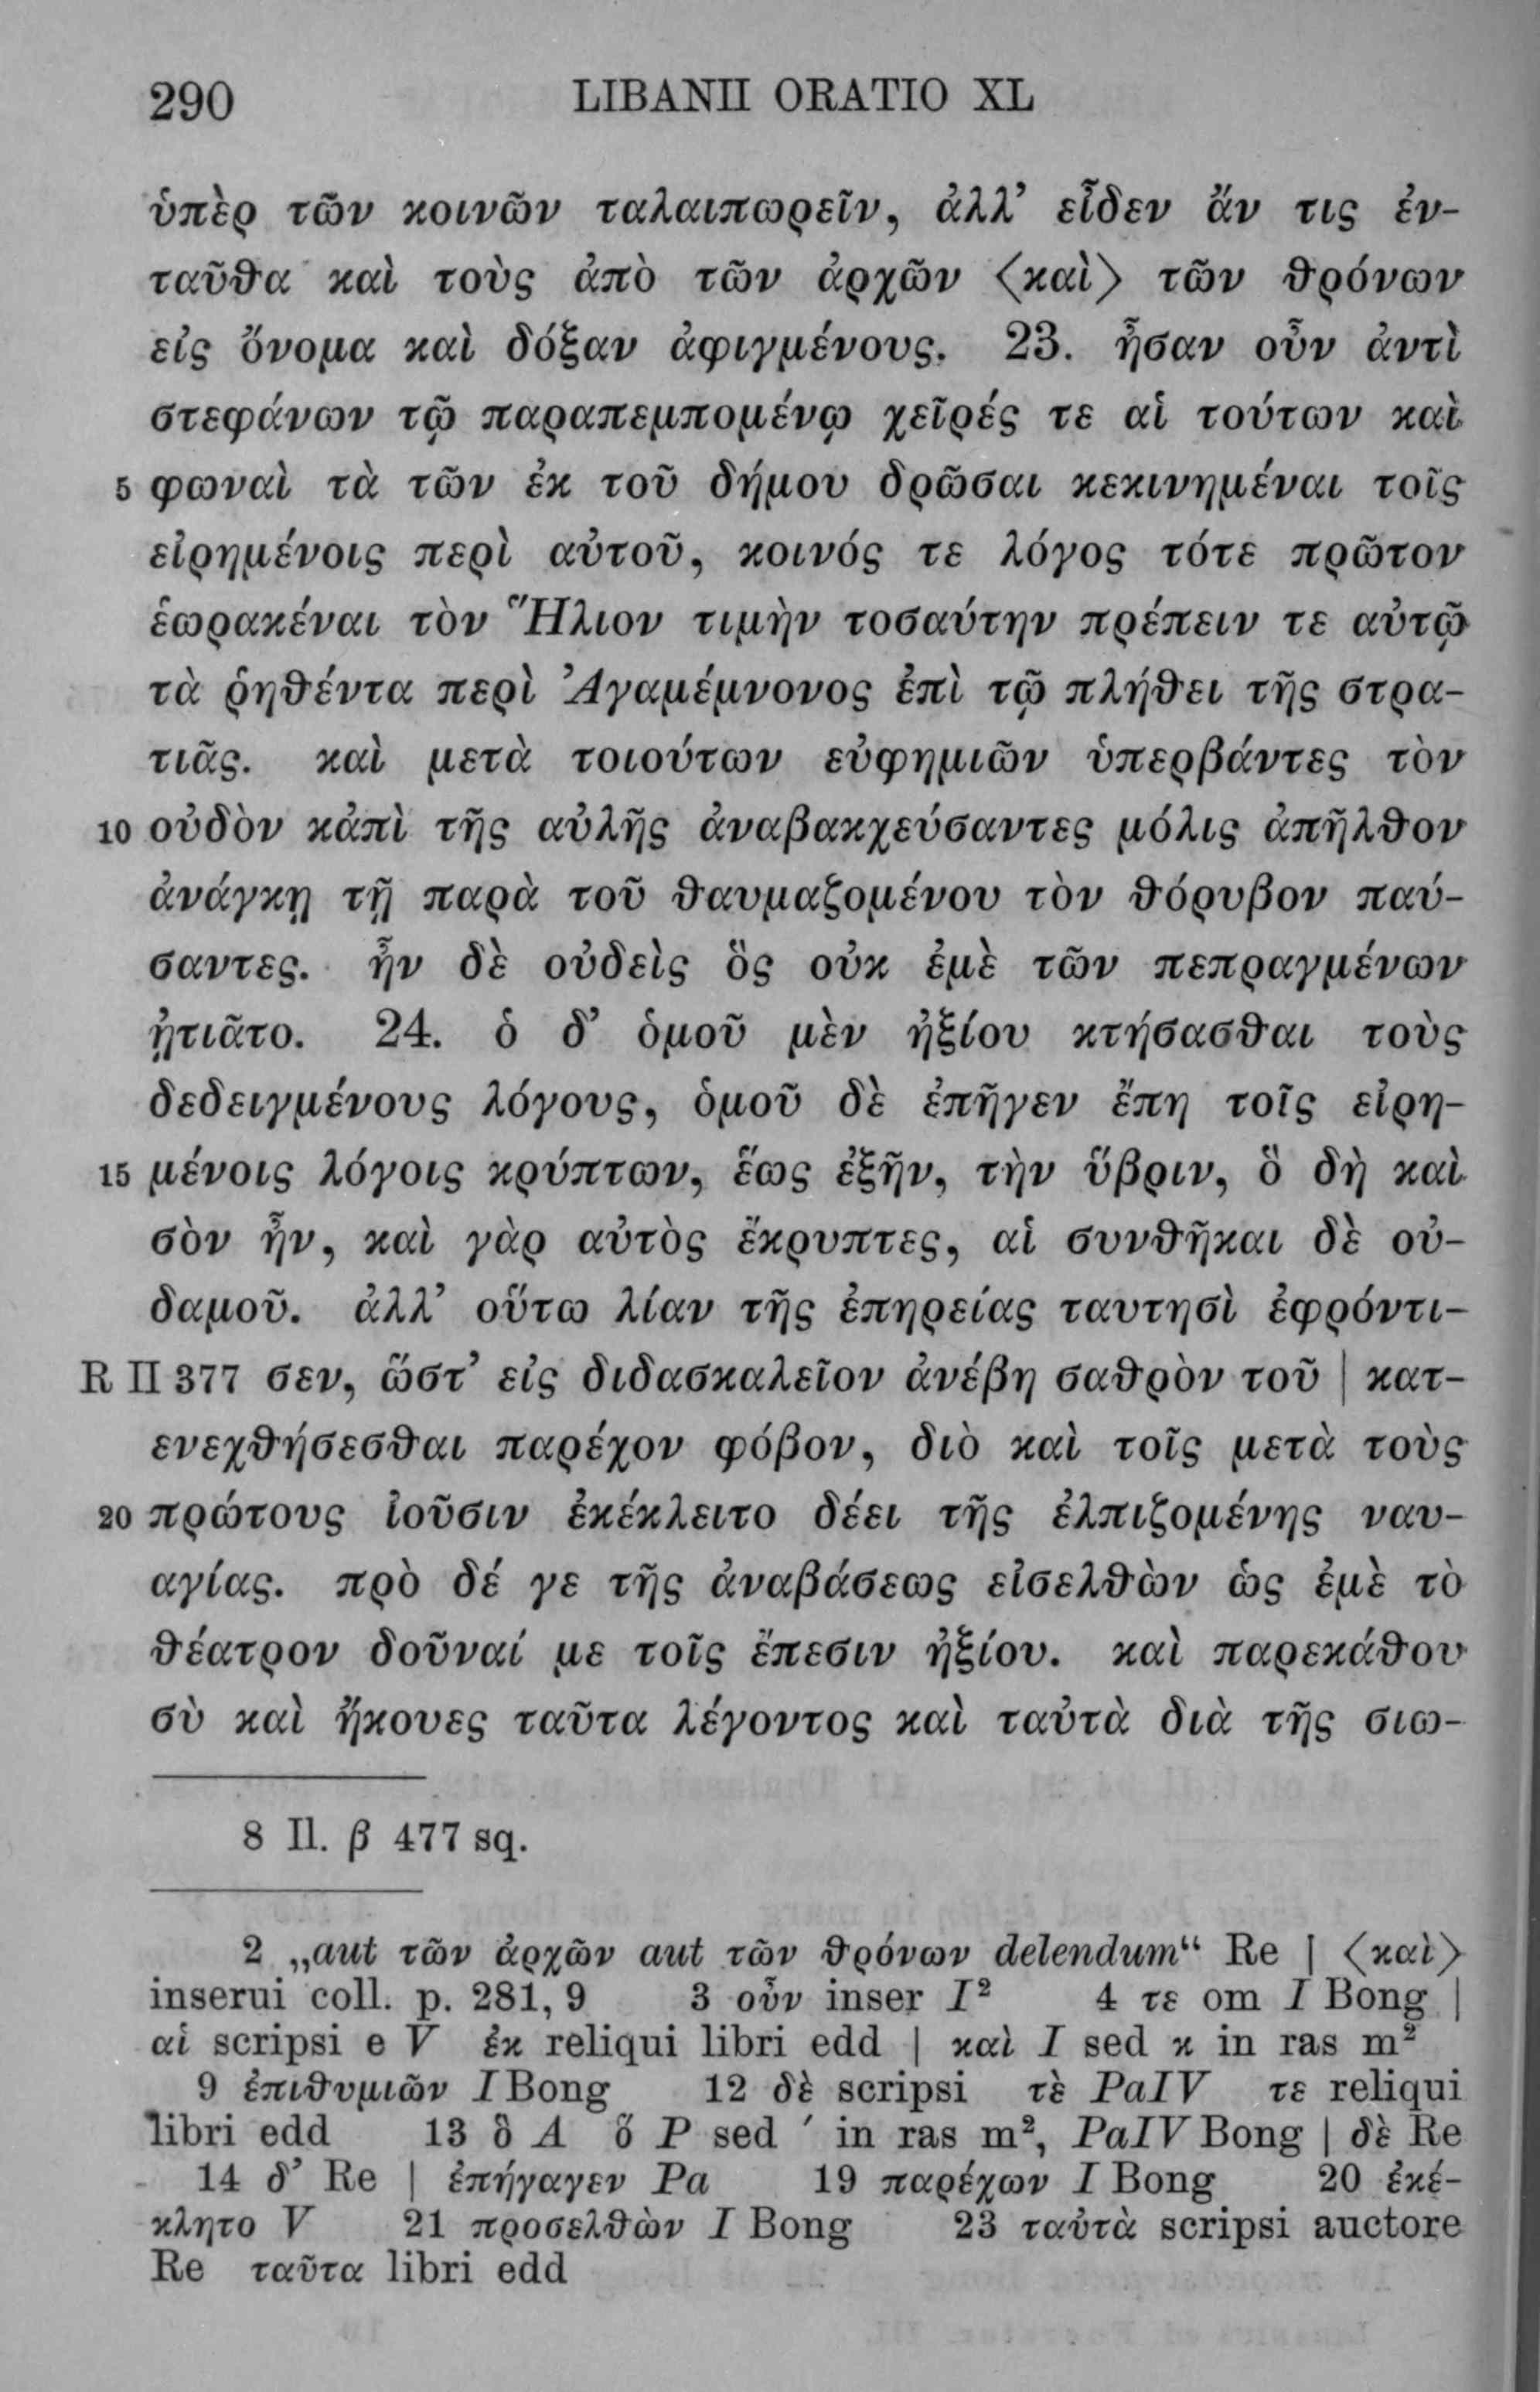 290 LIBANII ORATIO XL
ὑπὲρ τῶν κοινῶν ταλαιπωρεῖν, ἀλλ’ εἶδεν ἄν τις ἐν-
ταῦθα καὶ τοὺς ἀπὸ τῶν ἀρχῶν ⟨καὶ⟩ τῶν θρόνων
εἰς ὄνομα καὶ δόξαν ἀφιγμένους. 23. ἦσαν οὖν ἀντὶ
στεφάνων τῷ παραπεμπομένῳ χεῖρές τε αἱ τούτων καὶ
5 φωναὶ τὰ τῶν ἐκ τοῦ δήμου δρῶσαι κεκινημέναι τοῖς
εἰρημένοις περὶ αὐτοῦ, κοινός τε λόγος τότε πρῶτον
ἑωρακέναι τὸν Ἥλιον τιμὴν τοσαύτην πρέπειν τε αὐτῷ
τὰ ῥηθέντα περὶ Ἀγαμέμνονος ἐπὶ τῷ πλήθει τῆς στρα-
τιᾶς. καὶ μετὰ τοιούτων εὐφημιῶν ὑπερβάντες τὸν
10 οὐδὸν κἀπὶ τῆς αὐλῆς ἀναβακχεύσαντες μόλις ἀπῆλθον
ἀνάγκῃ τῇ παρὰ τοῦ θαυμαζομένου τὸν θόρυβον παύ-
σαντες. ἦν δὲ οὐδεὶς ὃς οὐκ ἐμὲ τῶν πεπραγμένων
ᾐτιᾶτο. 24. ὁ δ’ ὁμοῦ μὲν ἠξίου κτήσασθαι τοὺς
δεδειγμένους λόγους, ὁμοῦ δὲ ἐπῆγεν ἔπη τοῖς εἰρη-
15 μένοις λόγοις κρύπτων, ἕως ἐξῆν, τὴν ὕβριν, ὃ δὴ καὶ
σὸν ἦν, καὶ γὰρ αὐτὸς ἔκρυπτες, αἱ συνθῆκαι δὲ οὐ-
δαμοῦ. ἀλλ’ οὕτω λίαν τῆς ἐπηρείας ταυτησὶ ἐφρόντι-
R II 377 σεν, ὥστ’ εἰς διδασκαλεῖον ἀνέβη σαθρὸν τοῦ | κατ-
ενεχθήσεσθαι παρέχον φόβον, διὸ καὶ τοῖς μετὰ τοὺς
20 πρώτους ἰοῦσιν ἐκέκλειτο δέει τῆς ἐλπιζομένης ναυ-
αγίας. πρὸ δέ γε τῆς ἀναβάσεως εἰσελθὼν ὡς ἐμὲ τὸ
θέατρον δοῦναί με τοῖς ἔπεσιν ἠξίου. καὶ παρεκάθου
σὺ καὶ ἤκουες ταῦτα λέγοντος καὶ ταὐτὰ διὰ τῆς σιω-
8 Il. β 477 sq.
2 „aut τῶν ἀρχῶν aut τῶν θρόνων delendum“ Re | ⟨καὶ⟩
inserui coll. p. 281, 9 3 οὖν inser I² 4 τε om I Bong |
αἱ scripsi e V ἐκ reliqui libri edd | καὶ I sed κ in ras m²
9 ἐπιθυμιῶν I Bong 12 δὲ scripsi τὲ PaIV τε reliqui
libri edd 13 ὃ A ὅ P sed ′ in ras m², PaIV Bong | δὲ Re
14 δ’ Re | ἐπήγαγεν Pa 19 παρέχων I Bong 20 ἐκέ-
κλητο V 21 προσελθὼν I Bong 23 ταὐτὰ scripsi auctore
Re ταῦτα libri edd